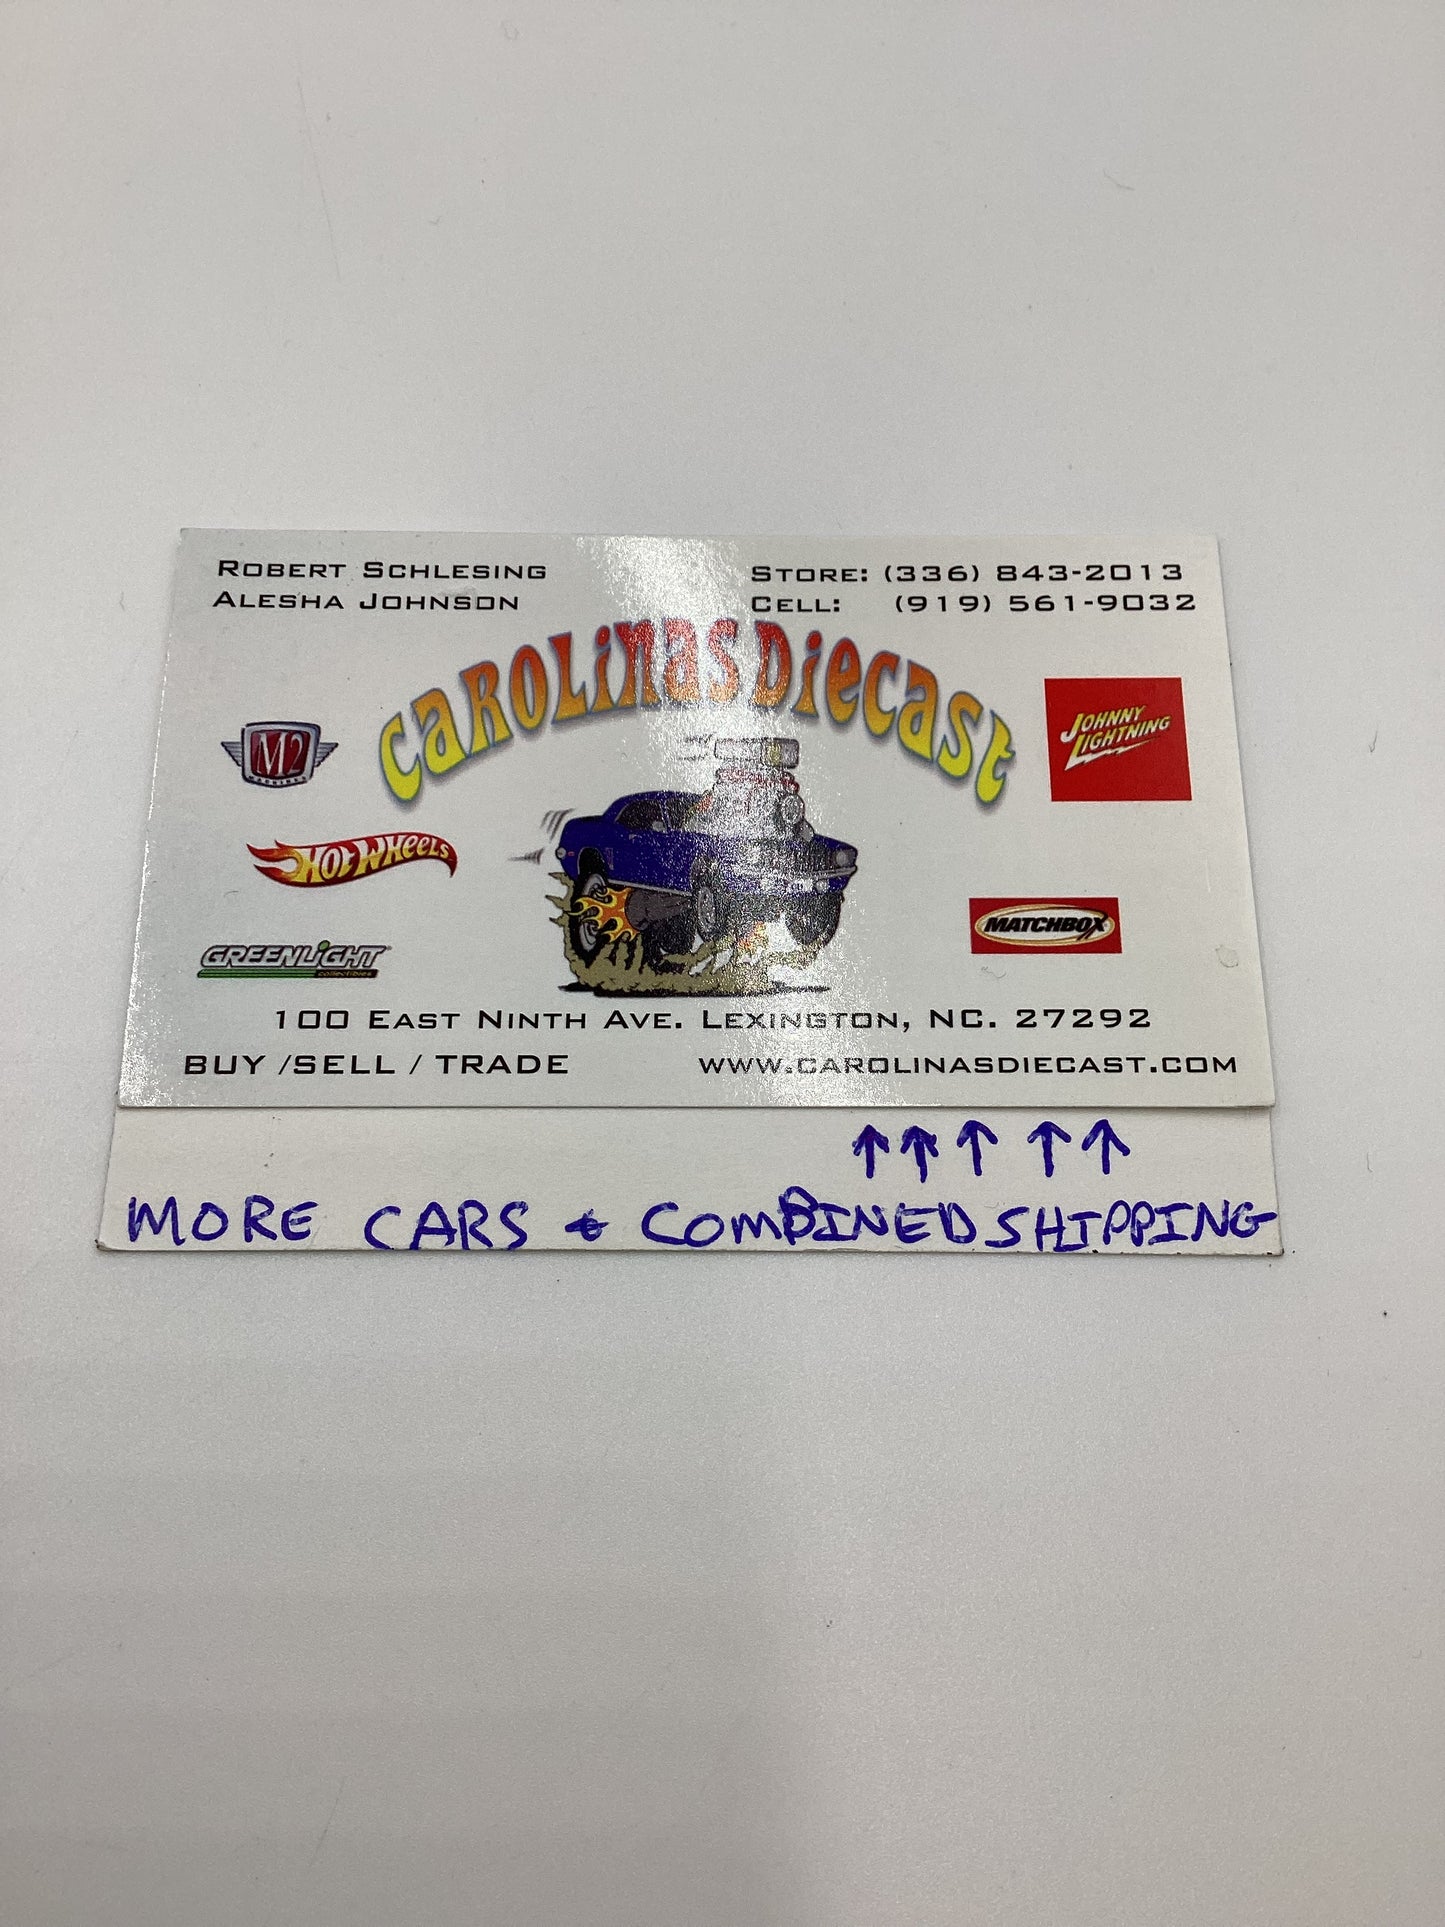 ROBERT SCHLESING
ALESHA JOHNSON
STORE: (336) 843-2013
CELL: (919) 561-9032
CAROLINAS DIECAST
M2
MACHINES
JOHNNY
LIGHTNING
HOT WHEELS
MATCHBOX
GREENLIGHT
collectibles
100 EAST NINTH AVE. LEXINGTON, NC. 27292
BUY /SELL / TRADE
WWW.CAROLINASDIECAST.COM
↑↑↑↑↑
MORE CARS & COMBINED SHIPPING